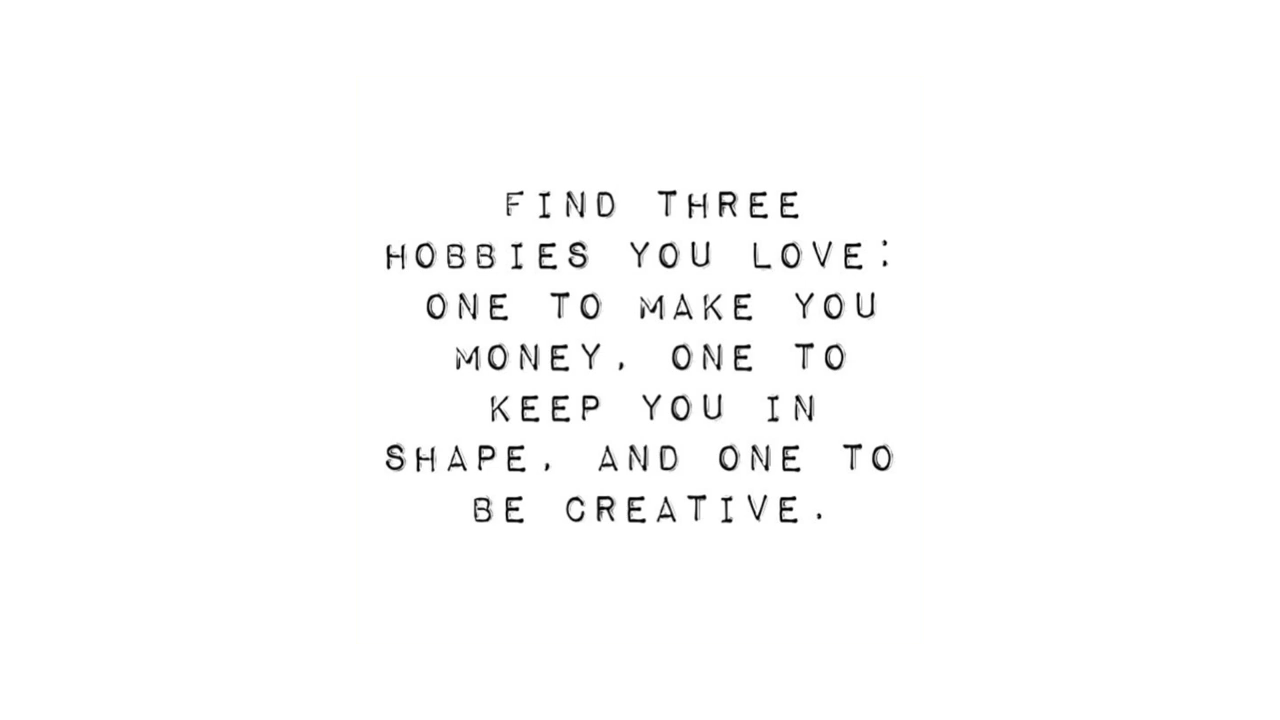 FIND THREE
HOBBIES YOU LOVE:
ONE TO MAKE YOU
MONEY, ONE TO
KEEP YOU IN
SHAPE, AND ONE TO
BE CREATIVE.